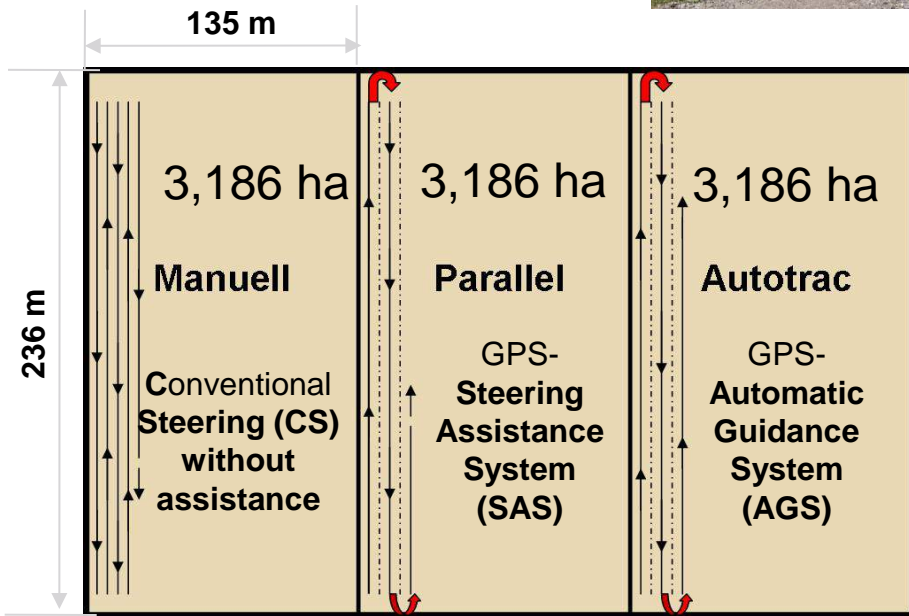 135 m
236 m
3,186 ha
Manuell
Conventional
Steering (CS)
without
assistance
3,186 ha
Parallel
GPS-
Steering
Assistance
System
(SAS)
3,186 ha
Autotrac
GPS-
Automatic
Guidance
System
(AGS)